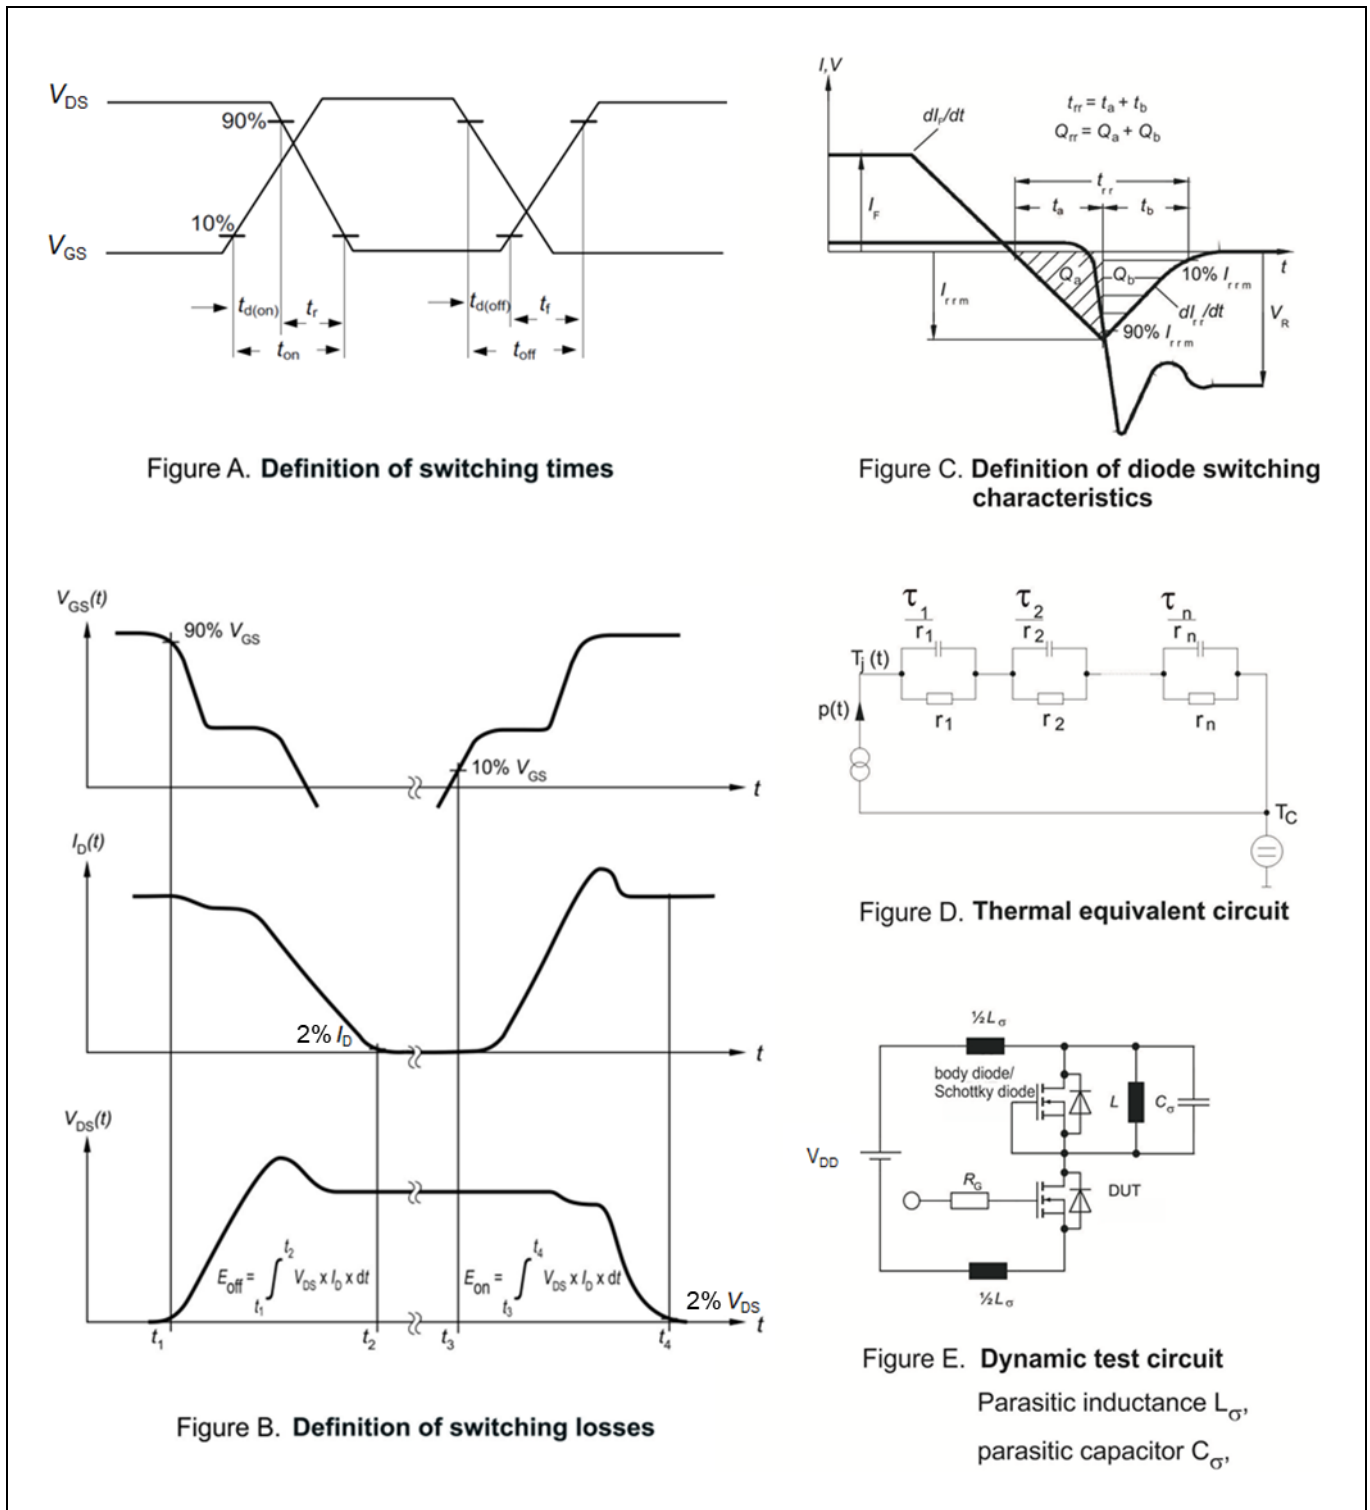 V_DS
90%
10%
V_GS
t_d(on)
t_r
t_on
t_d(off)
t_f
t_off
Figure A. Definition of switching times
I,V
t_rr = t_a + t_b
Q_rr = Q_a + Q_b
dI_F/dt
t_rr
t_a
t_b
I_F
Q_a
Q_b
10% I_rrm
t
I_rrm
dI_rr/dt
90% I_rrm
V_R
Figure C. Definition of diode switching
characteristics
V_GS(t)
90% V_GS
10% V_GS
t
I_D(t)
2% I_D
t
V_DS(t)
E_off = ∫_t1^t2 V_DS x I_D x dt
E_on = ∫_t3^t4 V_DS x I_D x dt
2% V_DS
t_1
t_2
t_3
t_4
t
Figure B. Definition of switching losses
τ_1
r_1
τ_2
r_2
τ_n
r_n
T_j (t)
p(t)
r_1
r_2
r_n
T_C
Figure D. Thermal equivalent circuit
½L_σ
body diode/
Schottky diode
L
C_σ
V_DD
R_G
DUT
½L_σ
Figure E. Dynamic test circuit
Parasitic inductance L_σ,
parasitic capacitor C_σ,